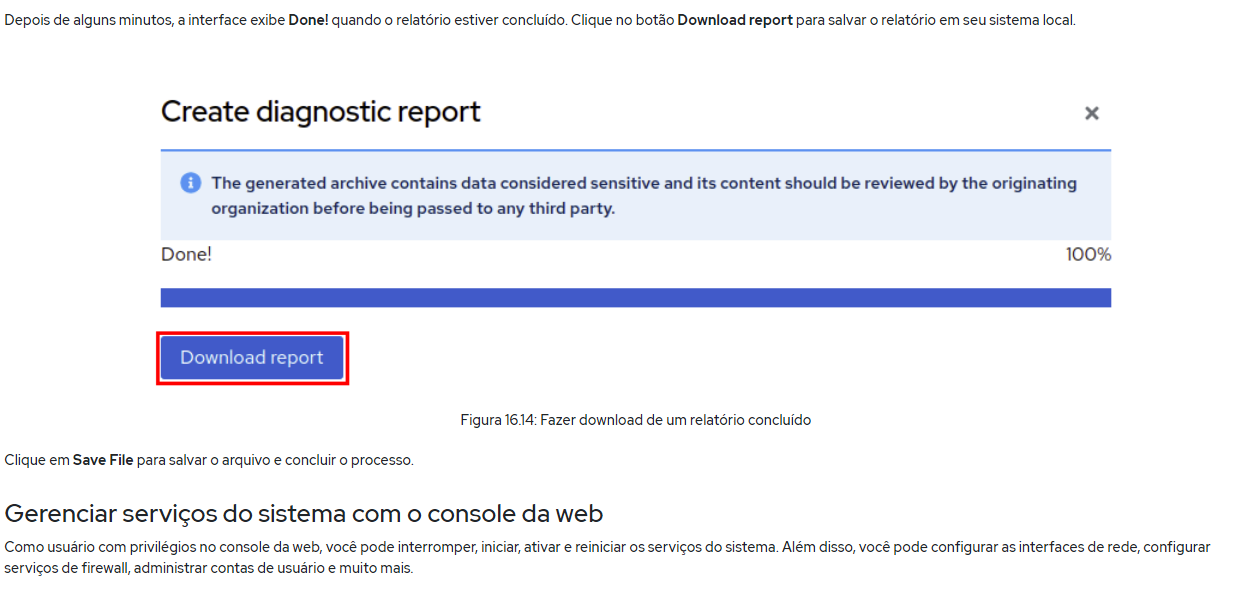 Depois de alguns minutos, a interface exibe Done! quando o relatório estiver concluído. Clique no botão Download report para salvar o relatório em seu sistema local.
Create diagnostic report
The generated archive contains data considered sensitive and its content should be reviewed by the originating
organization before being passed to any third party.
Done! 100%
Download report
Figura 16.14: Fazer download de um relatório concluído
Clique em Save File para salvar o arquivo e concluir o processo.
Gerenciar serviços do sistema com o console da web
Como usuário com privilégios no console da web, você pode interromper, iniciar, ativar e reiniciar os serviços do sistema. Além disso, você pode configurar as interfaces de rede, configurar
serviços de firewall, administrar contas de usuário e muito mais.